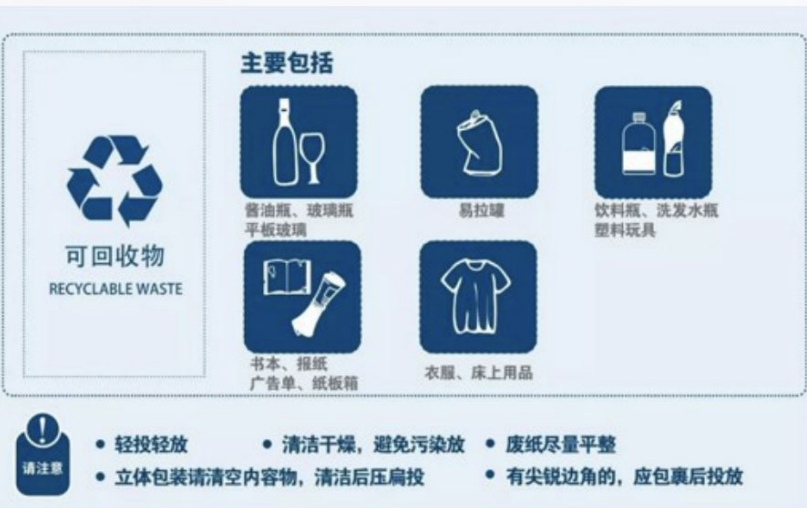 主要包括
可回收物
RECYCLABLE WASTE
酱油瓶、玻璃瓶
平板玻璃
易拉罐
饮料瓶、洗发水瓶
塑料玩具
书本、报纸
广告单、纸板箱
衣服、床上用品
请注意
轻投轻放
清洁干燥，避免污染放
废纸尽量平整
立体包装请清空内容物，清洁后压扁投
有尖锐边角的，应包裹后投放